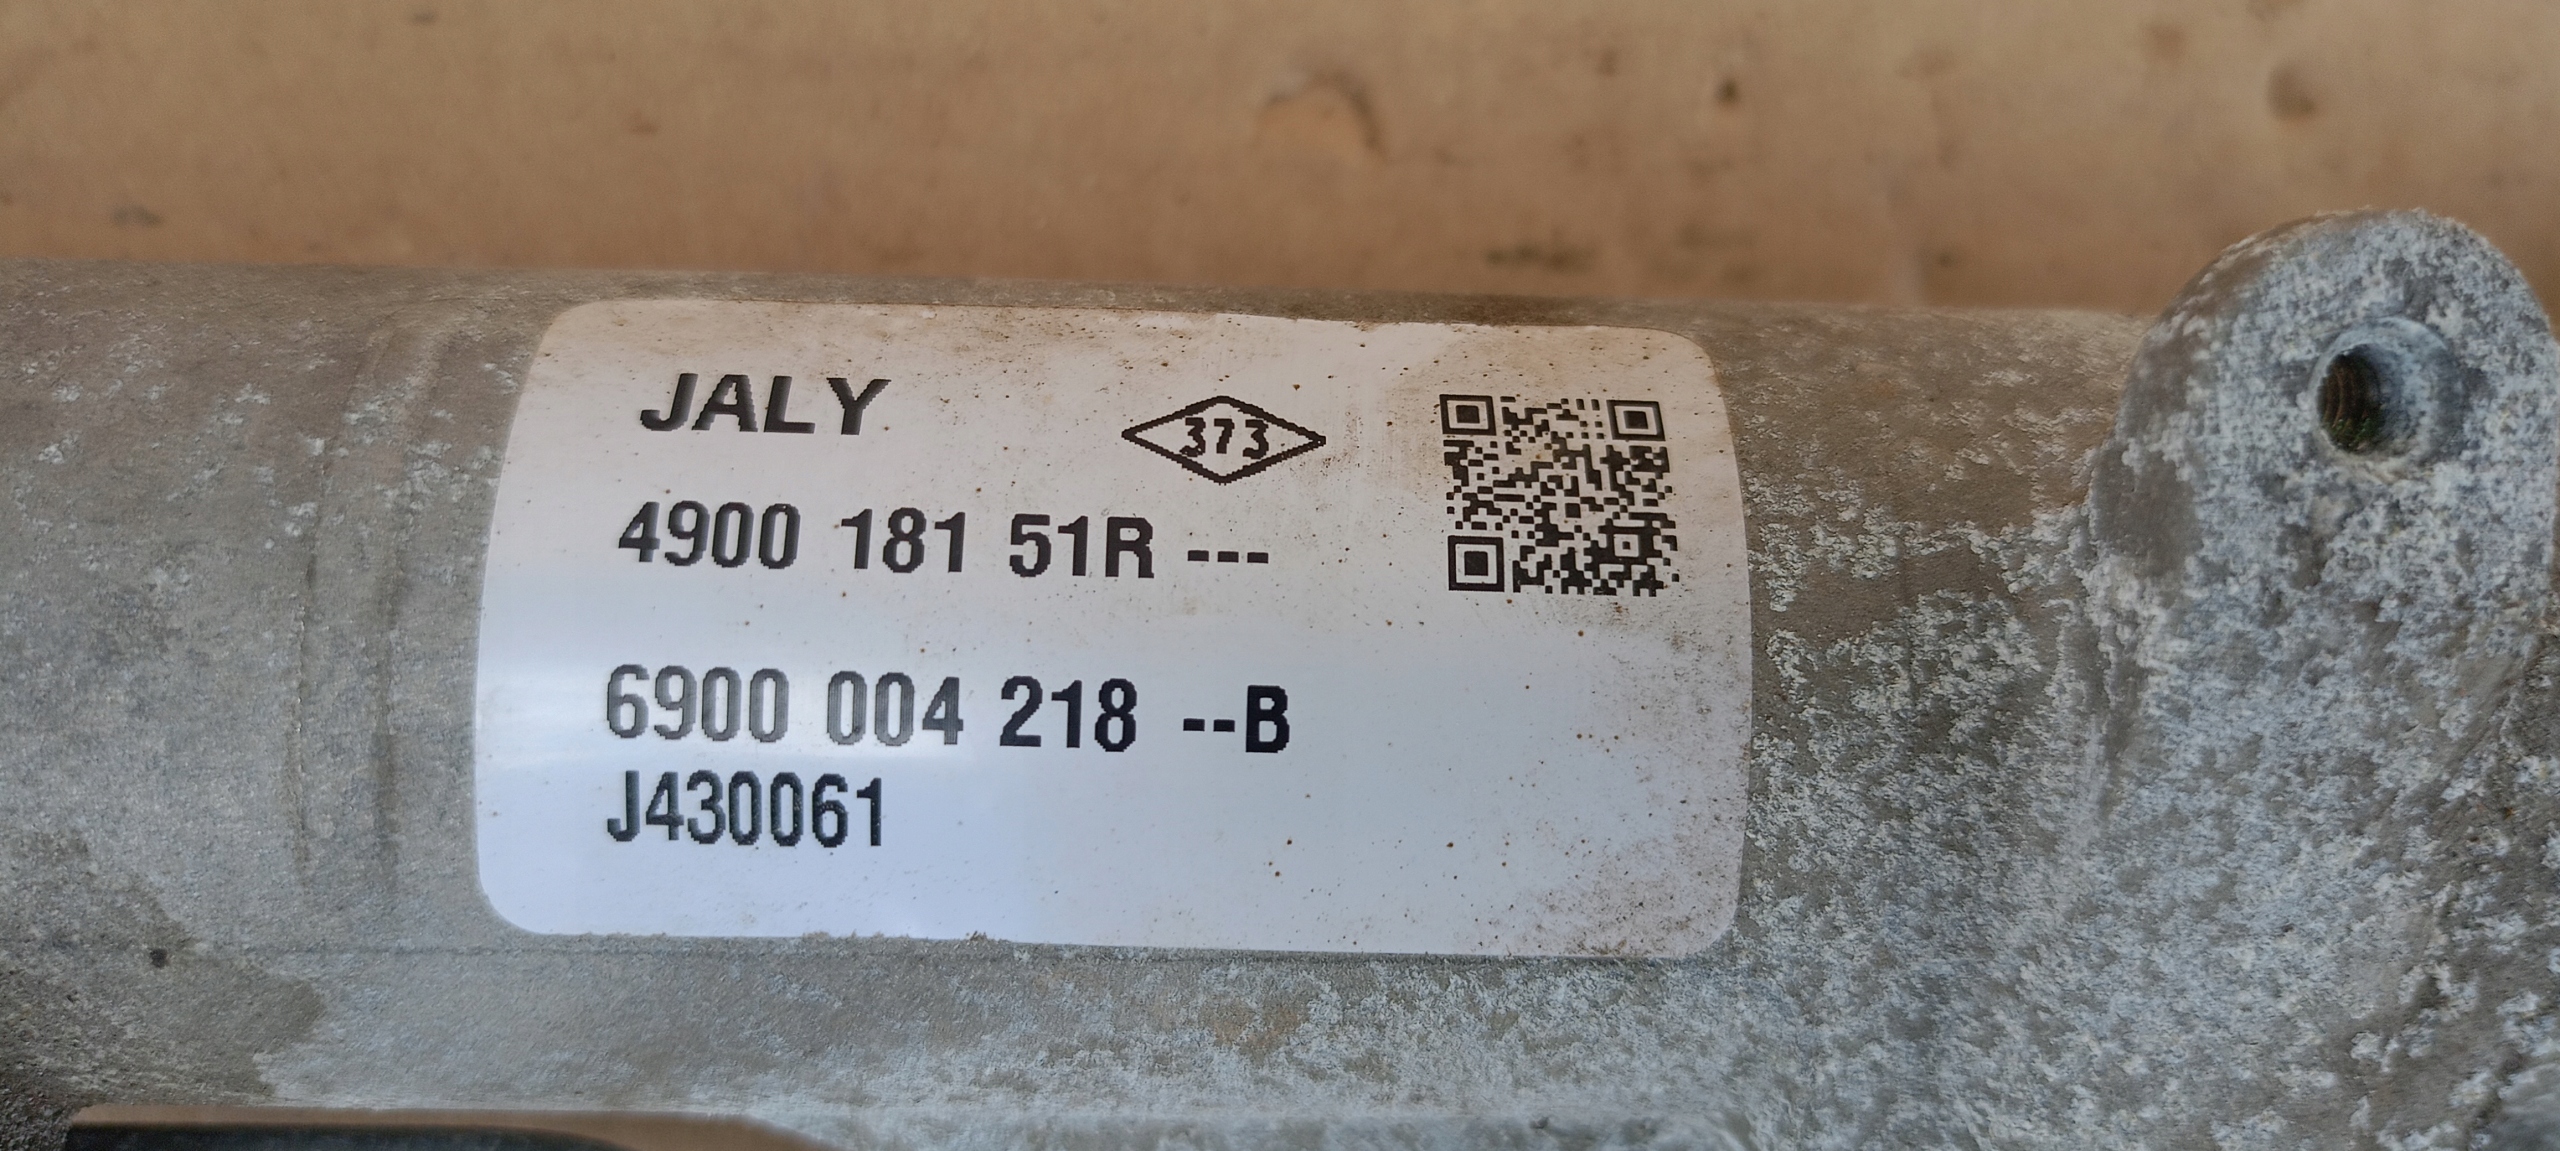 JALY
373
4900 181 51R ---
6900 004 218 --B
J430061